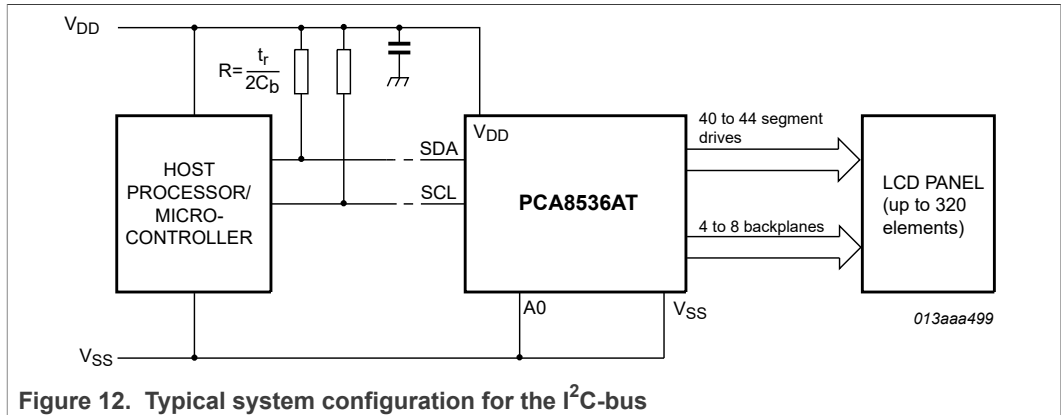 VDD
R= tr
2Cb
VDD
SDA
SCL
HOST
PROCESSOR/
MICRO-
CONTROLLER
PCA8536AT
40 to 44 segment
drives
4 to 8 backplanes
LCD PANEL
(up to 320
elements)
A0
VSS
VSS
013aaa499
Figure 12. Typical system configuration for the I²C-bus